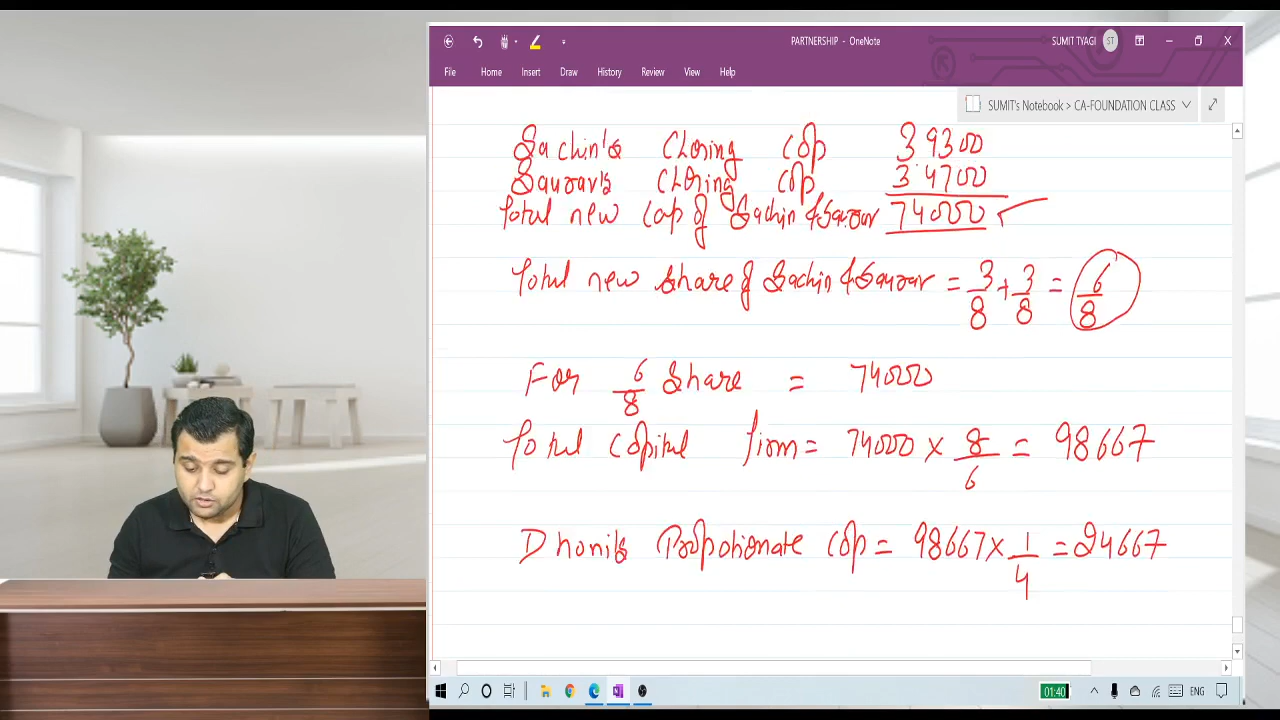 PARTNERSHIP - OneNote
SUMIT TYAGI ST
File Home Insert Draw History Review View Help
SUMIT's Notebook > CA-FOUNDATION CLASS
Sachin's Closing Cap 39300
Saurav's Closing Cap 34700
Total new Cap of Sachin & Saurav 74000
Total new Share of Sachin & Saurav = 3/8 + 3/8 = 6/8
For 6/8 Share = 74000
Total Capital firm = 74000 x 8/6 = 98667
Dhoni's Propotionate Cap = 98667 x 1/4 = 24667
01:40
ENG